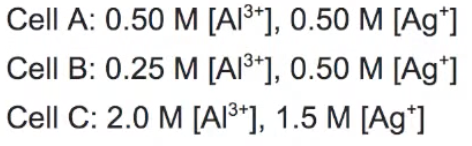 Cell A: 0.50 M [Al³⁺], 0.50 M [Ag⁺]
Cell B: 0.25 M [Al³⁺], 0.50 M [Ag⁺]
Cell C: 2.0 M [Al³⁺], 1.5 M [Ag⁺]